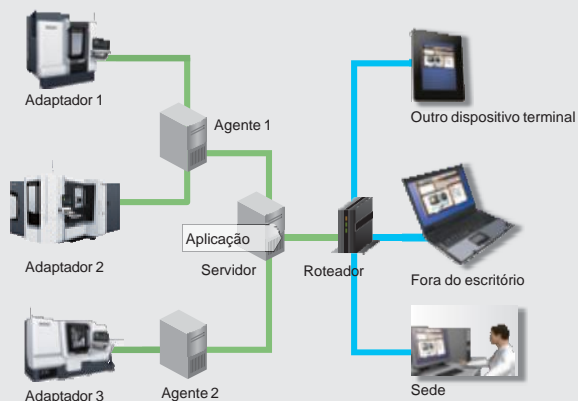 Adaptador 1
Agente 1
Outro dispositivo terminal
Adaptador 2
Aplicação
Servidor
Roteador
Fora do escritório
Adaptador 3
Agente 2
Sede